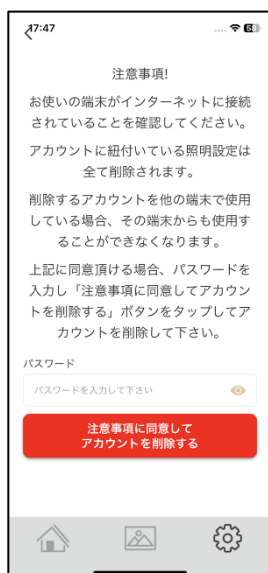 17:47
注意事項!
お使いの端末がインターネットに接続
されていることを確認してください。
アカウントに紐付いている照明設定は
全て削除されます。
削除するアカウントを他の端末で使用
している場合、その端末からも使用す
ることができなくなります。
上記に同意頂ける場合、パスワードを
入力し「注意事項に同意してアカウン
トを削除する」ボタンをタップしてア
カウントを削除して下さい。
パスワード
パスワードを入力して下さい
注意事項に同意して
アカウントを削除する